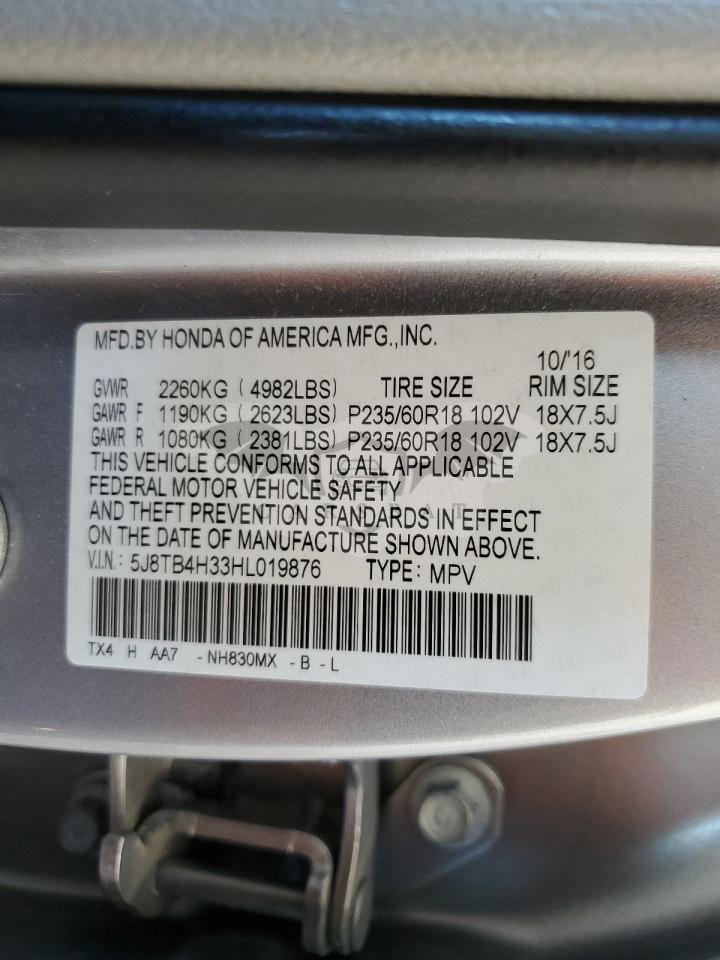 MFD.BY HONDA OF AMERICA MFG.,INC.
10/'16
GVWR 2260KG (4982LBS) TIRE SIZE RIM SIZE
GAWR F 1190KG (2623LBS) P235/60R18 102V 18X7.5J
GAWR R 1080KG (2381LBS) P235/60R18 102V 18X7.5J
THIS VEHICLE CONFORMS TO ALL APPLICABLE
FEDERAL MOTOR VEHICLE SAFETY
AND THEFT PREVENTION STANDARDS IN EFFECT
ON THE DATE OF MANUFACTURE SHOWN ABOVE.
V.I.N.: 5J8TB4H33HL019876 TYPE: MPV
TX4 H AA7 -NH830MX -B -L